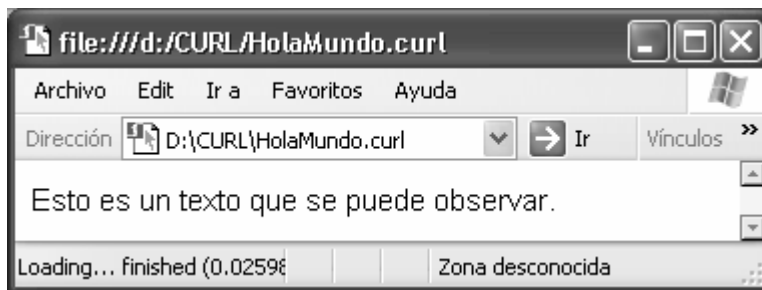 file:///d:/CURL/HolaMundo.curl
Archivo Edit Ir a Favoritos Ayuda
Dirección D:\CURL\HolaMundo.curl Ir Vínculos »
Esto es un texto que se puede observar.
Loading... finished (0.02598 Zona desconocida